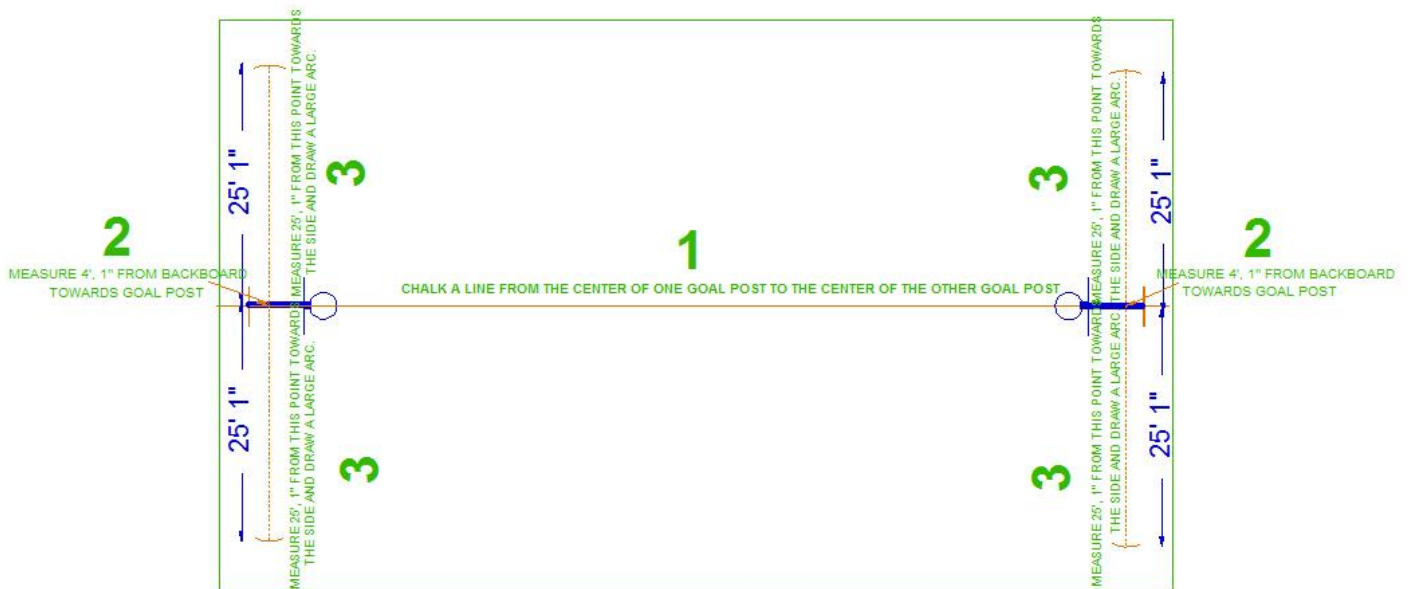 MEASURE 25', 1" FROM THIS POINT TOWARDS
THE SIDE AND DRAW A LARGE ARC.
3
25' 1"
2
MEASURE 4', 1" FROM BACKBOARD
TOWARDS GOAL POST
25' 1"
MEASURE 25', 1" FROM THIS POINT TOWARDS
THE SIDE AND DRAW A LARGE ARC.
3
1
CHALK A LINE FROM THE CENTER OF ONE GOAL POST TO THE CENTER OF THE OTHER GOAL POST
MEASURE 25', 1" FROM THIS POINT TOWARDS
THE SIDE AND DRAW A LARGE ARC.
3
25' 1"
2
MEASURE 4', 1" FROM BACKBOARD
TOWARDS GOAL POST
25' 1"
MEASURE 25', 1" FROM THIS POINT TOWARDS
THE SIDE AND DRAW A LARGE ARC.
3